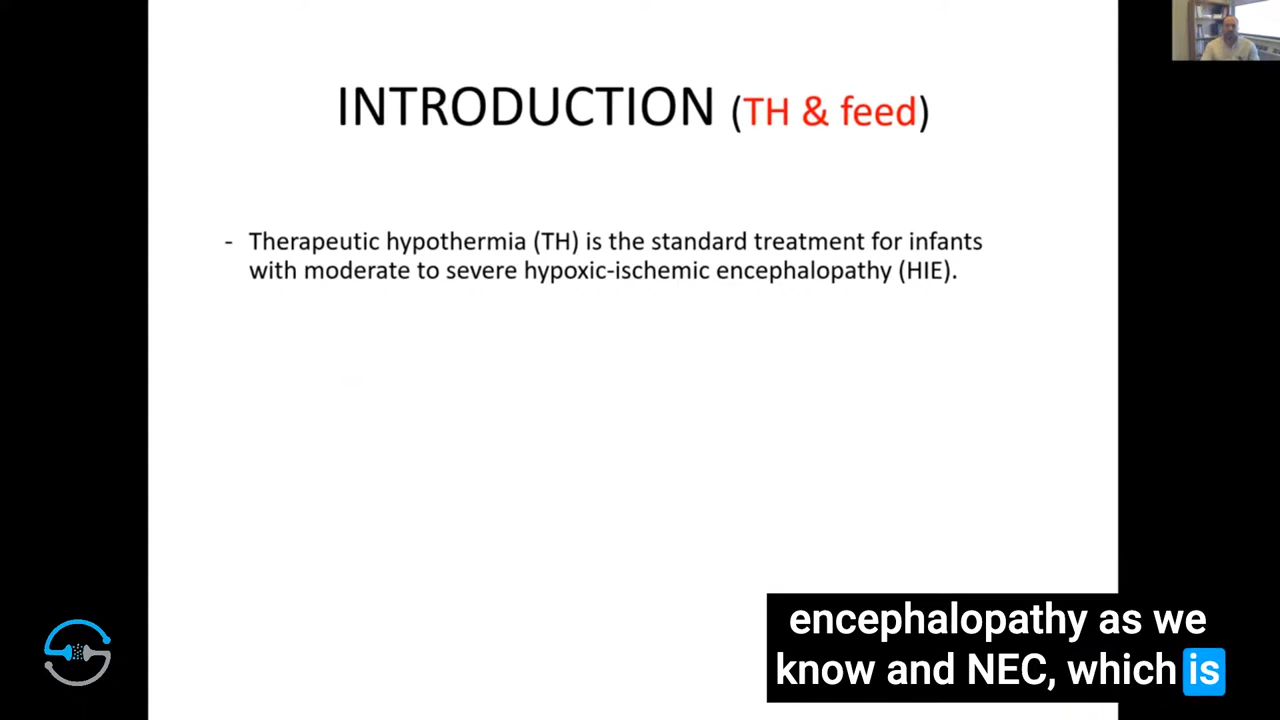 INTRODUCTION (TH & feed)
- Therapeutic hypothermia (TH) is the standard treatment for infants
with moderate to severe hypoxic-ischemic encephalopathy (HIE).
encephalopathy as we
know and NEC, which is